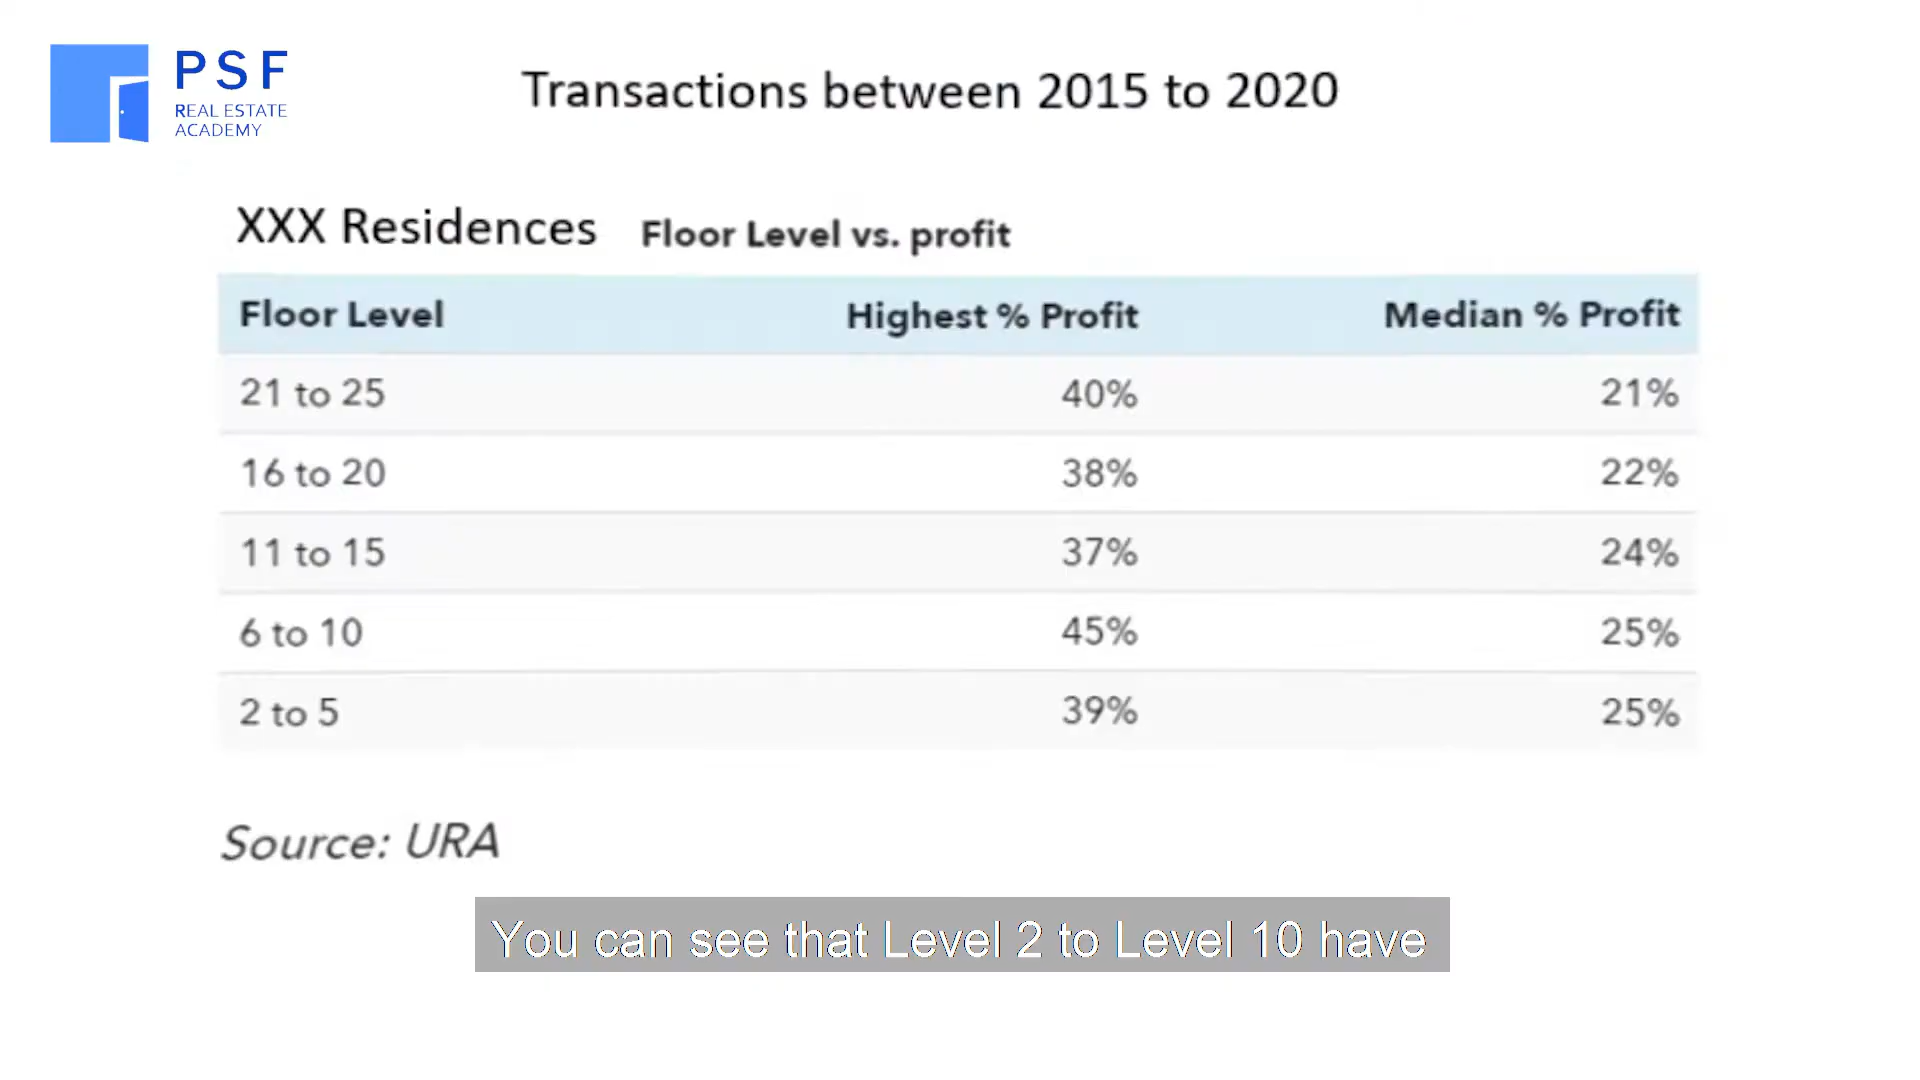 PSF
REAL ESTATE
ACADEMY
Transactions between 2015 to 2020
XXX Residences Floor Level vs. profit
Floor Level Highest % Profit Median % Profit
21 to 25 40% 21%
16 to 20 38% 22%
11 to 15 37% 24%
6 to 10 45% 25%
2 to 5 39% 25%
Source: URA
You can see that Level 2 to Level 10 have